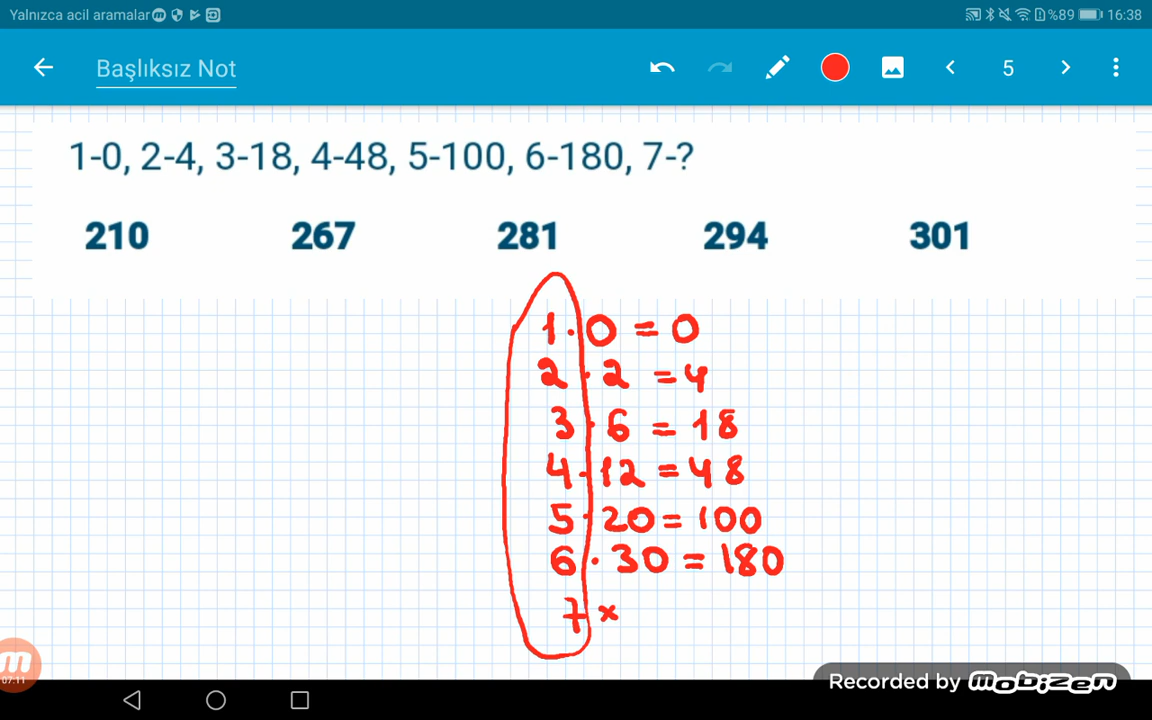 Yalnızca acil aramalar %89 16:38
Başlıksız Not 5
1-0, 2-4, 3-18, 4-48, 5-100, 6-180, 7-?
210 267 281 294 301
1·0=0
2·2=4
3·6=18
4·12=48
5·20=100
6·30=180
7×
07:11
Recorded by mobizen